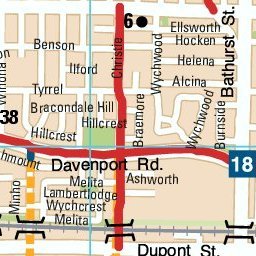 6
Ellsworth
Hocken
Bathurst St.
Benson
Christie
Wychwood
Helena
Ilford
Alcina
Tyrrel
Bracondale Hill
38
Hillcrest
Braemore
Wychwood
Burnside
Hillcrest
Davenport Rd.
18
Melita
Ashworth
Minho
Lambertlodge
Wychcrest
Melita
Dupont St.